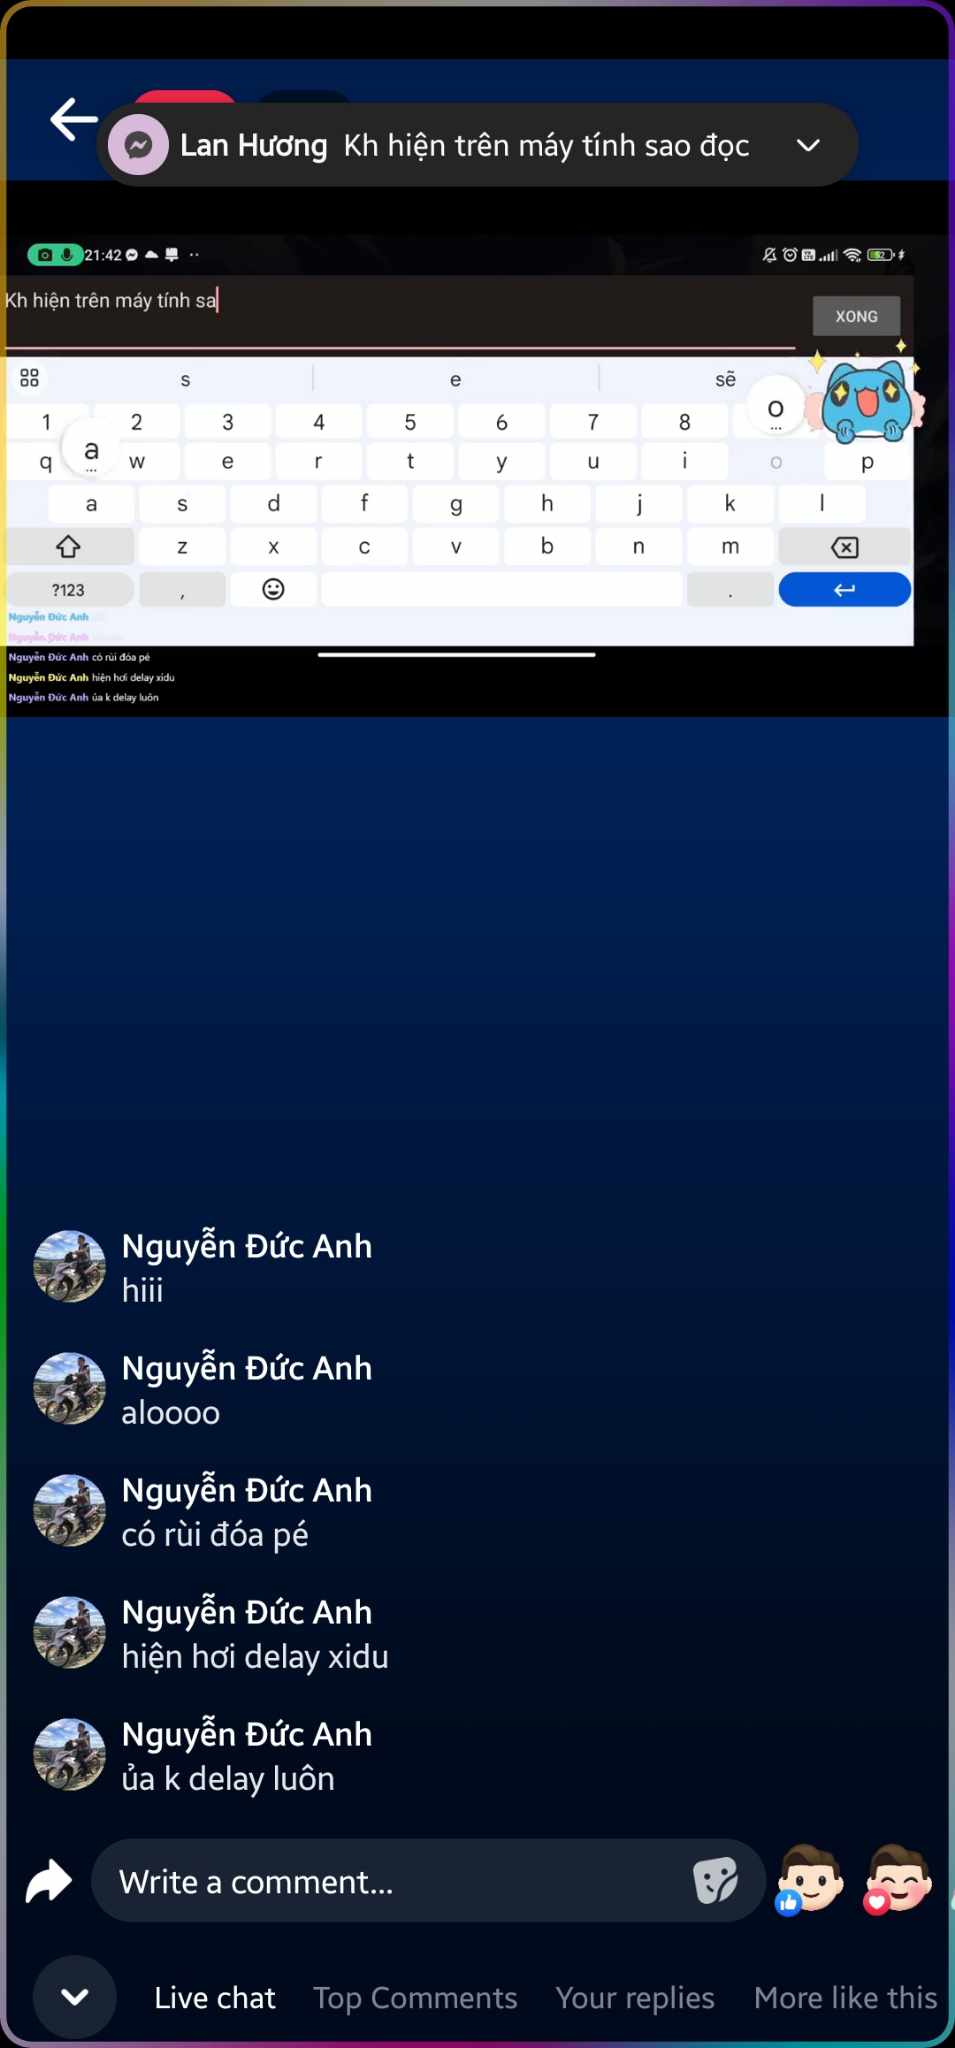 Lan Hương Kh hiện trên máy tính sao đọc
21:42
52
Kh hiện trên máy tính sa
XONG
s e sẽ
1 2 3 4 5 6 7 8 o
q a w e r t y u i o p
a s d f g h j k l
z x c v b n m
?123 , .
Nguyễn Đức Anh
Nguyễn Đức Anh
Nguyễn Đức Anh có rùi đóa pé
Nguyễn Đức Anh hiện hơi delay xidu
Nguyễn Đức Anh ủa k delay luôn
Nguyễn Đức Anh
hiii
Nguyễn Đức Anh
aloooo
Nguyễn Đức Anh
có rùi đóa pé
Nguyễn Đức Anh
hiện hơi delay xidu
Nguyễn Đức Anh
ủa k delay luôn
Write a comment...
Live chat Top Comments Your replies More like this